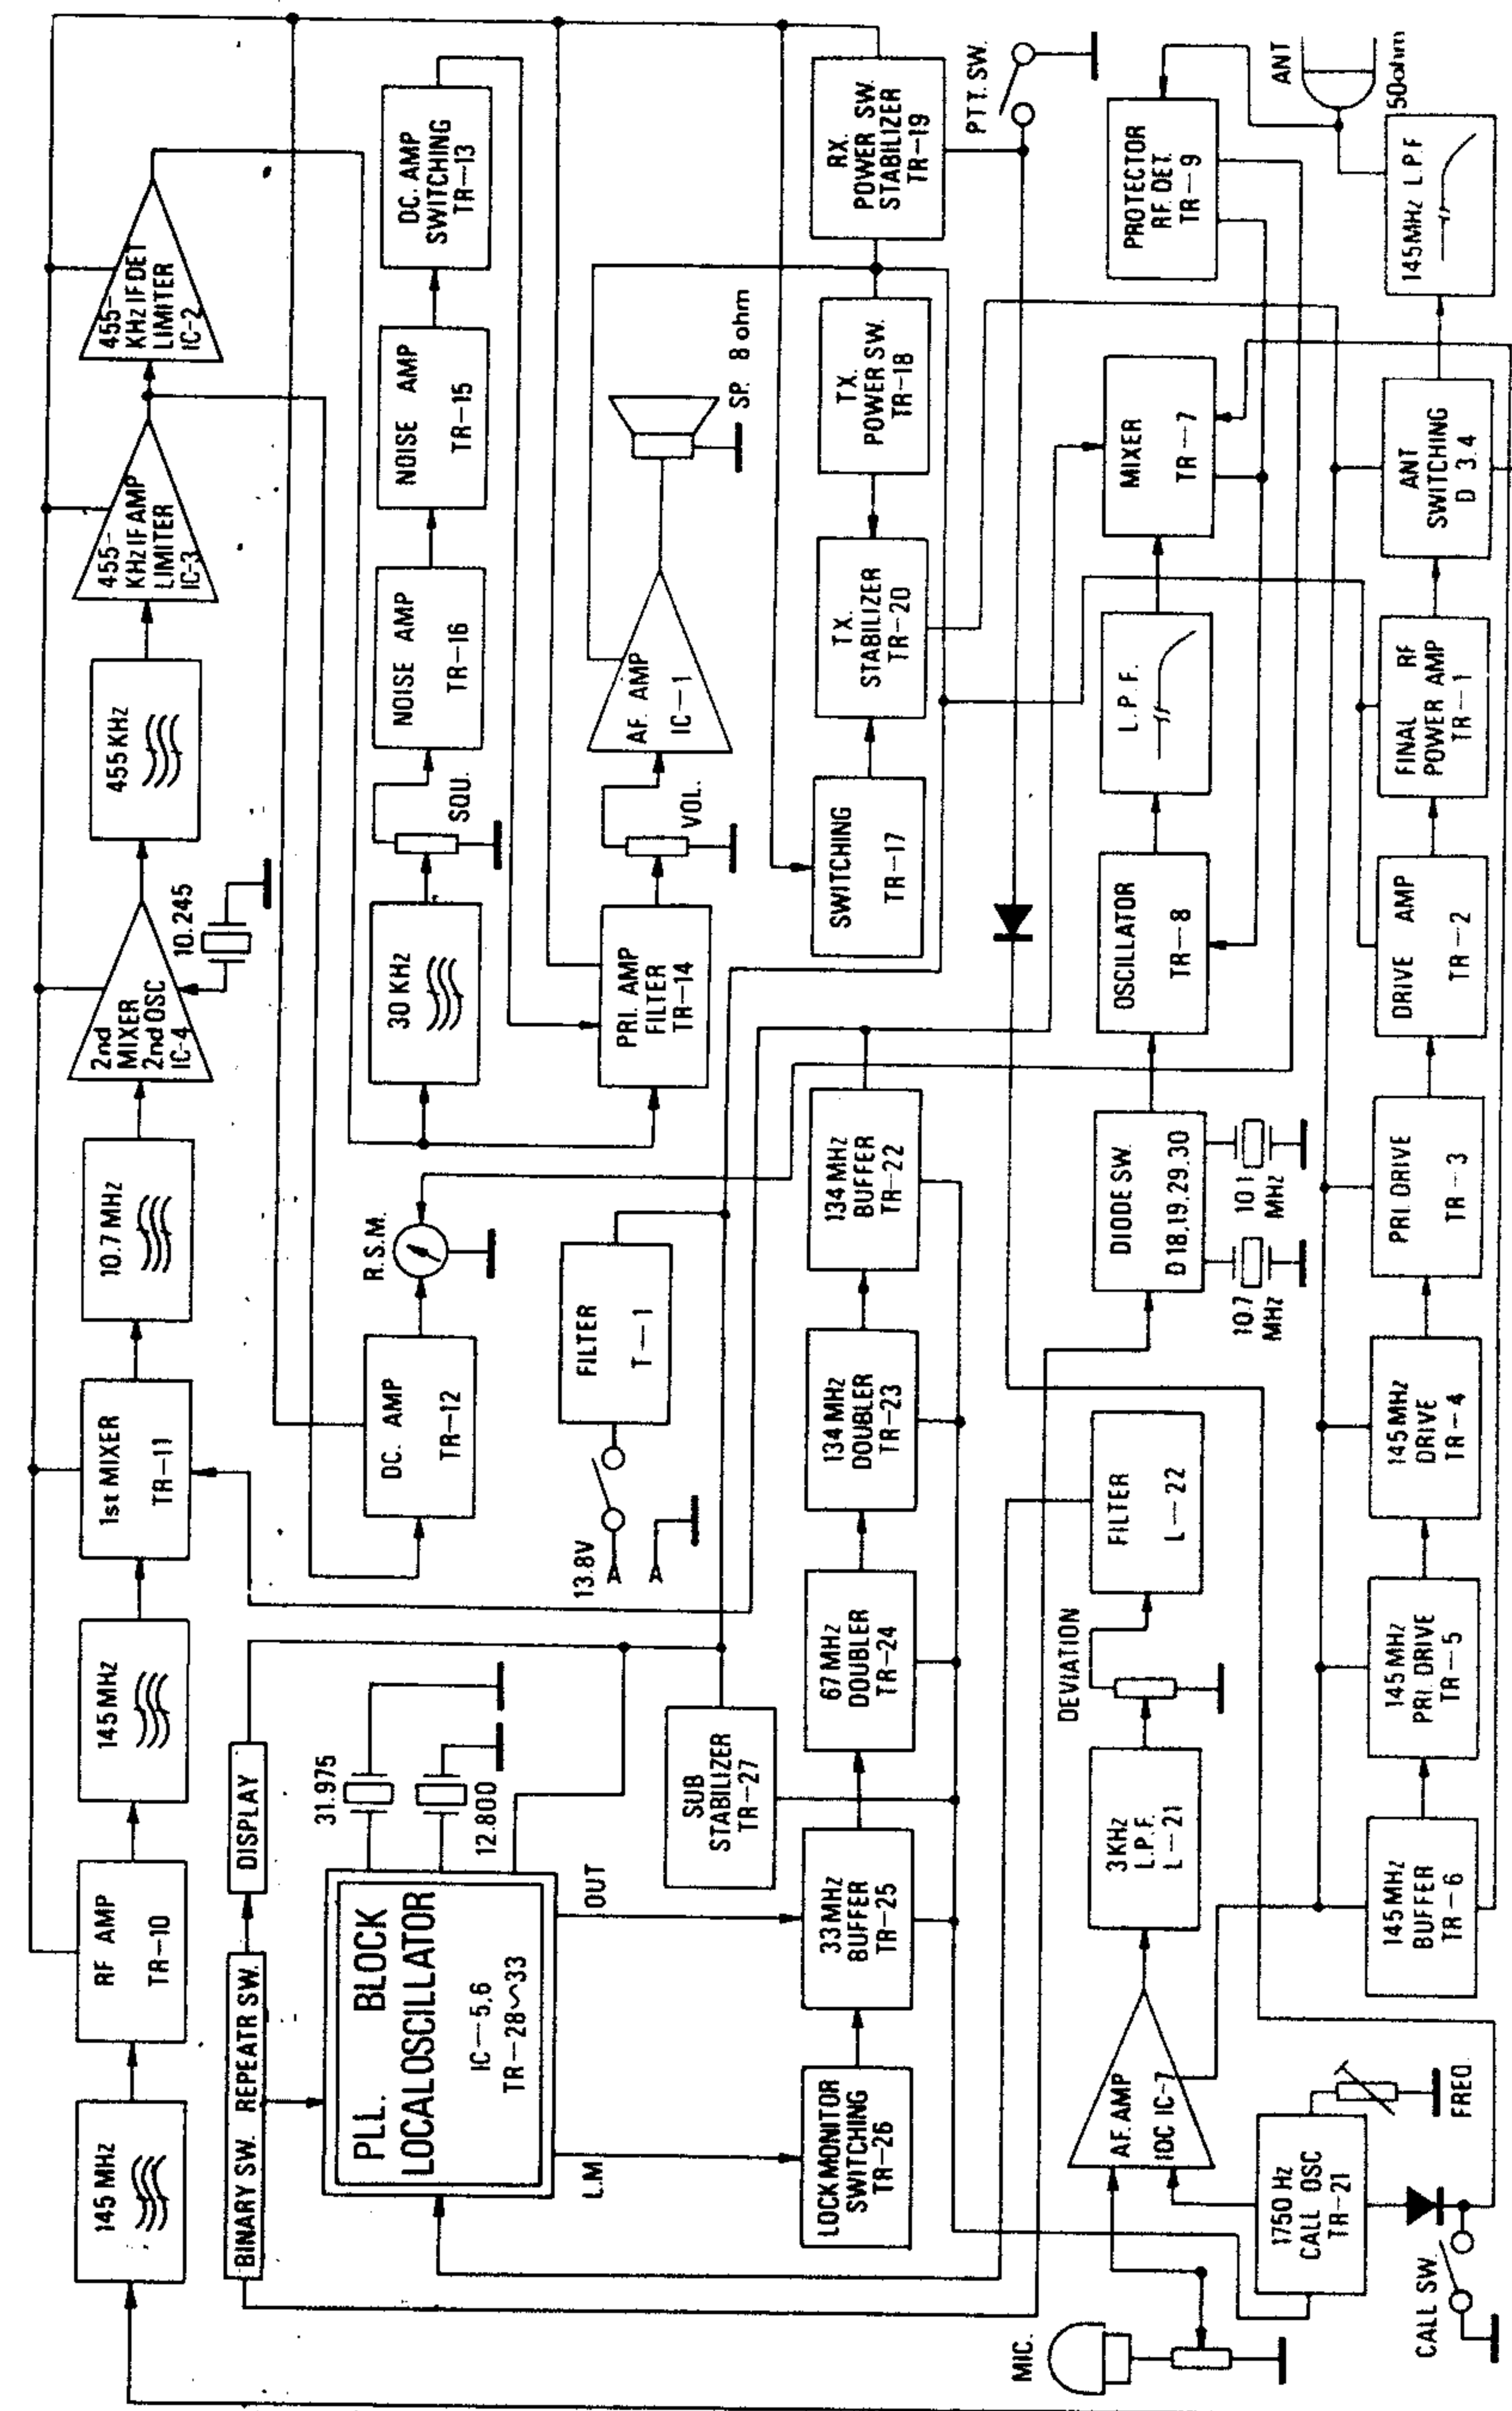 145 MHz
RF AMP
TR-10
145 MHz
1st MIXER
TR-11
10.7 MHz
2nd
MIXER
2nd OSC
IC-4
10.245
455 KHz
455-
KHz IF AMP
LIMITER
IC-3
455-
KHz IF DET
LIMITER
IC-2
BINARY SW. REPEATR SW.
DISPLAY
PLL. BLOCK
LOCALOSCILLATOR
IC-5,6
TR-28~33
31.975
12.800
L.M.
OUT
DC. AMP
TR-12
R.S.M.
30 KHz
SQU.
NOISE AMP
TR-16
NOISE AMP
TR-15
DC. AMP
SWITCHING
TR-13
13.8V
FILTER
T-1
PRI. AMP
FILTER
TR-14
VOL.
AF. AMP
IC-1
SP. 8 ohm
SUB
STABILIZER
TR-27
LOCK MONITOR
SWITCHING
TR-26
33 MHz
BUFFER
TR-25
67 MHz
DOUBLER
TR-24
134 MHz
DOUBLER
TR-23
134 MHz
BUFFER
TR-22
SWITCHING
TR-17
TX.
STABILIZER
TR-20
TX.
POWER SW.
TR-18
RX.
POWER SW.
STABILIZER
TR-19
PTT. SW.
MIC.
AF. AMP
IDC IC-7
3 KHz
L.P.F.
L-21
DEVIATION
FILTER
L-22
DIODE SW.
D 18,19,29.30
10.7
MHz
10.1
MHz
OSCILLATOR
TR-8
L.P.F.
MIXER
TR-7
PROTECTOR
RF. DET.
TR-9
ANT
50ohm
1750 Hz
CALL OSC
TR-21
FREQ.
CALL SW.
145 MHz
BUFFER
TR-6
145 MHz
PRI. DRIVE
TR-5
145 MHz
DRIVE
TR-4
PRI. DRIVE
TR-3
DRIVE AMP
TR-2
FINAL RF
POWER AMP
TR-1
ANT
SWITCHING
D 3.4
145MHz L.P.F